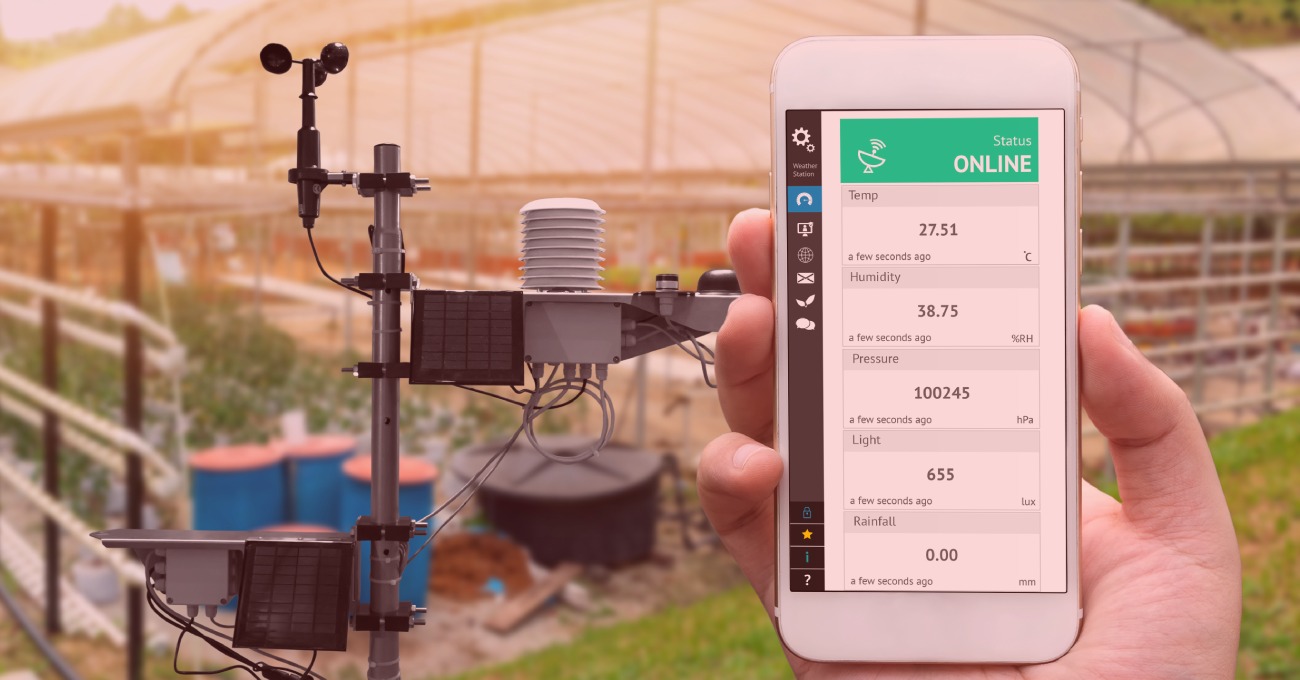 Weather
Station
Status
ONLINE
Temp
27.51
a few seconds ago
°C
Humidity
38.75
a few seconds ago
%RH
Pressure
100245
a few seconds ago
hPa
Light
655
a few seconds ago
lux
Rainfall
0.00
a few seconds ago
mm
i
?